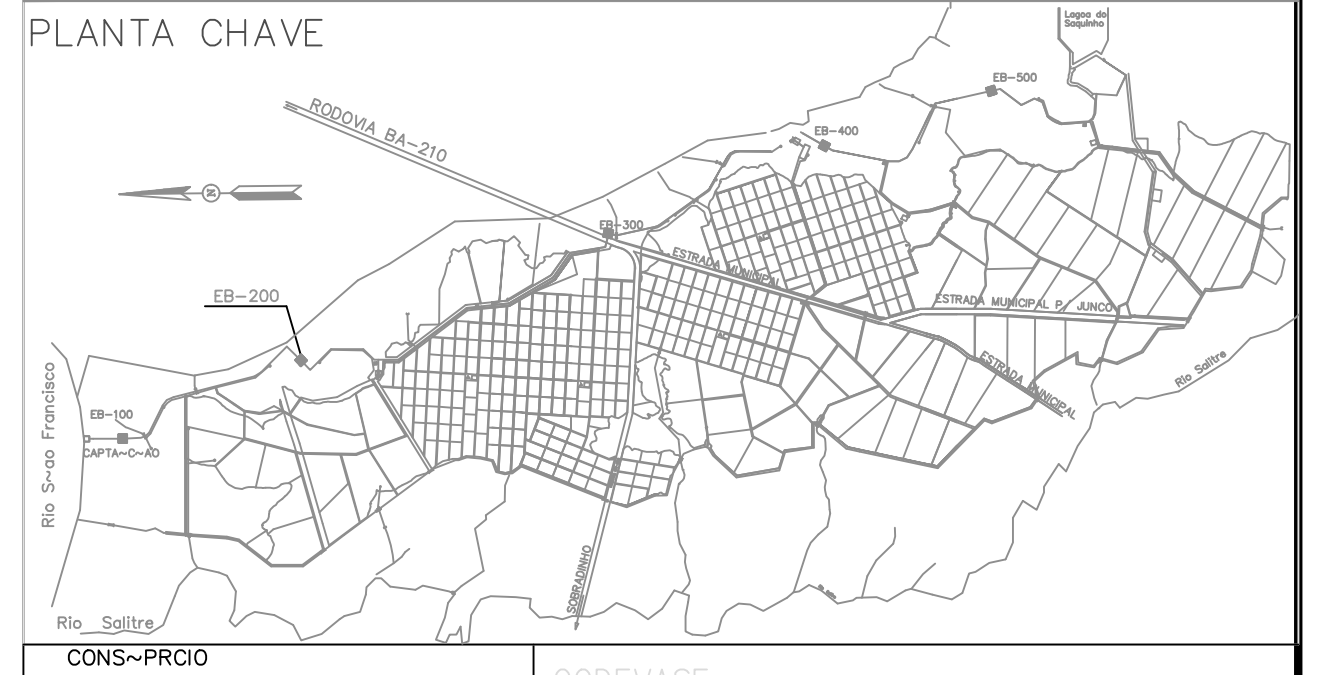 PLANTA CHAVE
Lagoa do
Saquinho
EB-500
RODOVIA BA-210
EB-400
N
EB-300
ESTRADA MUNICIPAL
EB-200
ESTRADA MUNICIPAL P/ JUNCO
ESTRADA MUNICIPAL
Rio Salitre
Rio S~ao Francisco
EB-100
CAPTA~C~AO
SOBRADINHO
Rio Salitre
CONS~PRCIO
CODEVASF